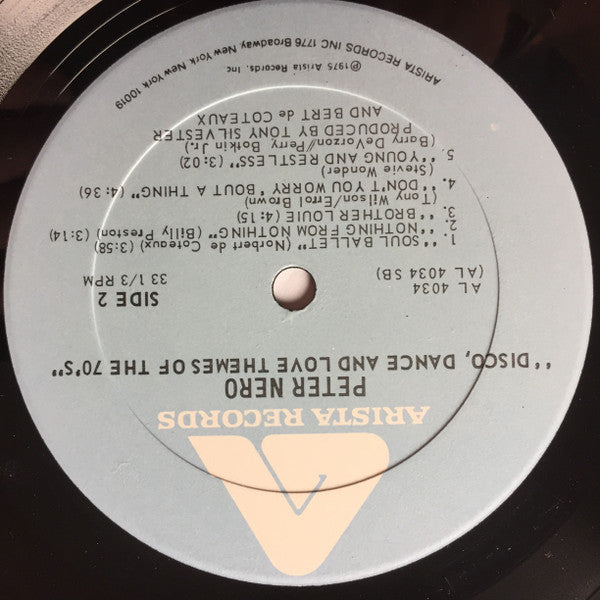 ARISTA RECORDS
PETER NERO
"DISCO, DANCE AND LOVE THEMES OF THE 70'S"
AL 4034
(AL 4034 SB)
SIDE 2
33 1/3 RPM
1. "SOUL BALLET" (Norbert de Coteaux) (3:58)
2. "NOTHING FROM NOTHING" (Billy Preston) (3:14)
3. "BROTHER LOUIE (4:15)
(Tony Wilson/Errol Brown)
4. "DON'T YOU WORRY 'BOUT A THING" (4:36)
(Stevie Wonder)
5. "YOUNG AND RESTLESS" (3:02)
(Barry DeVorzon//Perry Botkin Jr.)
PRODUCED BY TONY SILVESTER
AND BERT de COTEAUX
℗1975 Arista Records, Inc
ARISTA RECORDS INC 1776 Broadway New York New York 10019